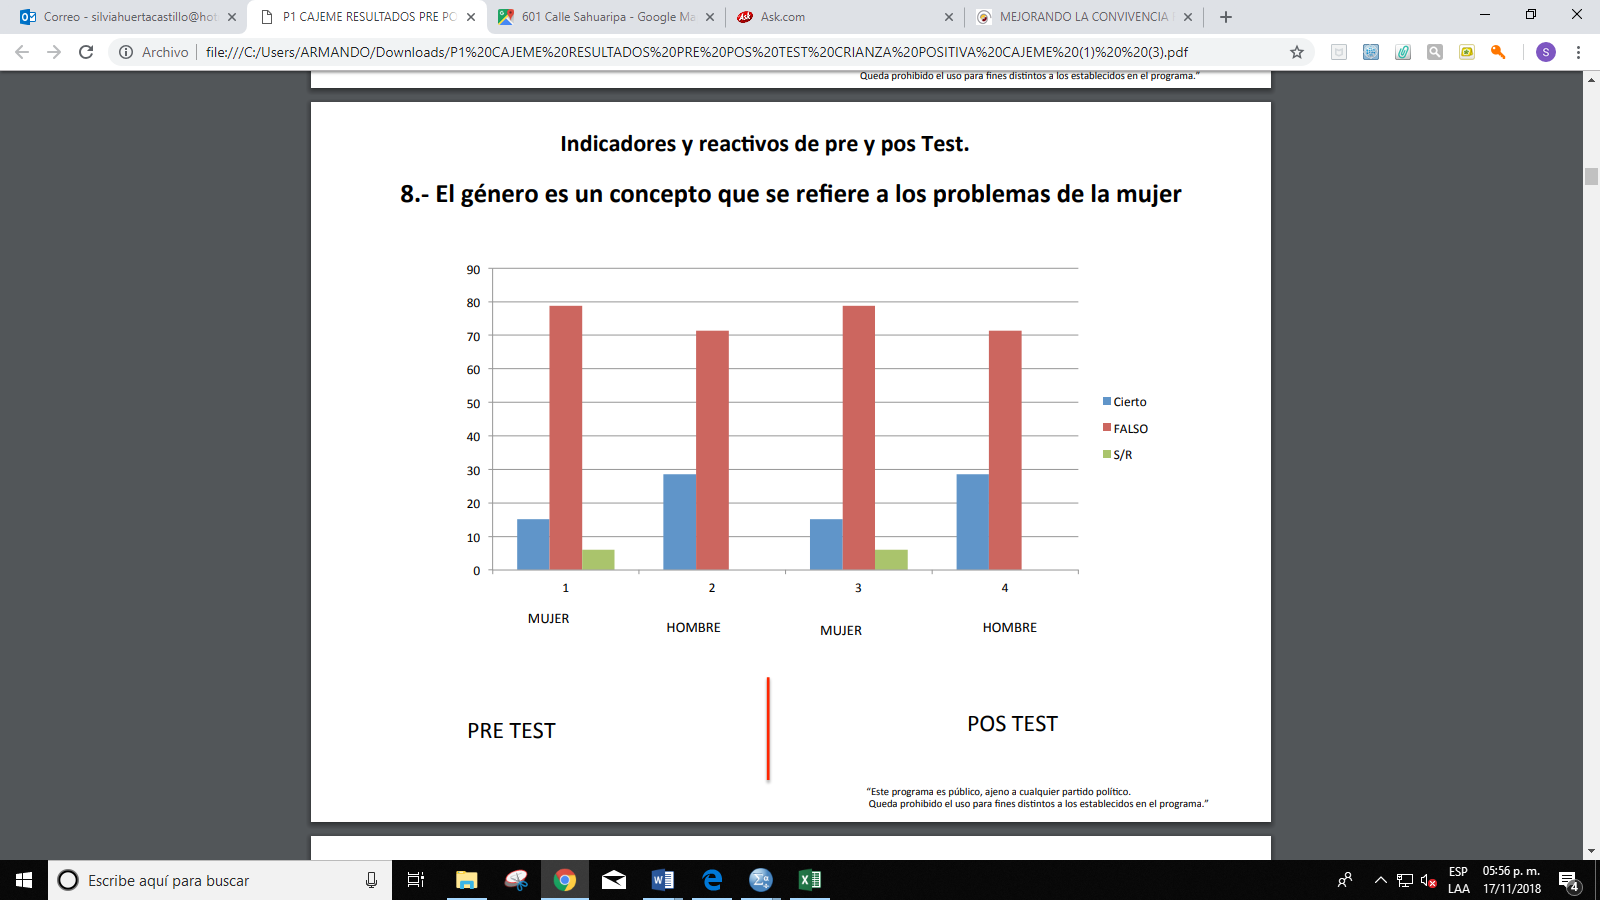 Correo - silviahuertacastillo@hot
P1 CAJEME RESULTADOS PRE PO
601 Calle Sahuaripa - Google Ma
Ask
Ask.com
MEJORANDO LA CONVIVENCIA
Archivo
file:///C:/Users/ARMANDO/Downloads/P1%20CAJEME%20RESULTADOS%20PRE%20POS%20TEST%20CRIANZA%20POSITIVA%20CAJEME%20(1)%20%20(3).pdf
S
Queda prohibido el uso para fines distintos a los establecidos en el programa.”
Indicadores y reactivos de pre y pos Test.
8.- El género es un concepto que se refiere a los problemas de la mujer
90
80
70
60
50
40
30
20
10
0
Cierto
FALSO
S/R
1
2
3
4
MUJER
HOMBRE
MUJER
HOMBRE
PRE TEST
POS TEST
“Este programa es público, ajeno a cualquier partido político.
Queda prohibido el uso para fines distintos a los establecidos en el programa.”
Escribe aquí para buscar
ESP
LAA
05:56 p. m.
17/11/2018
4